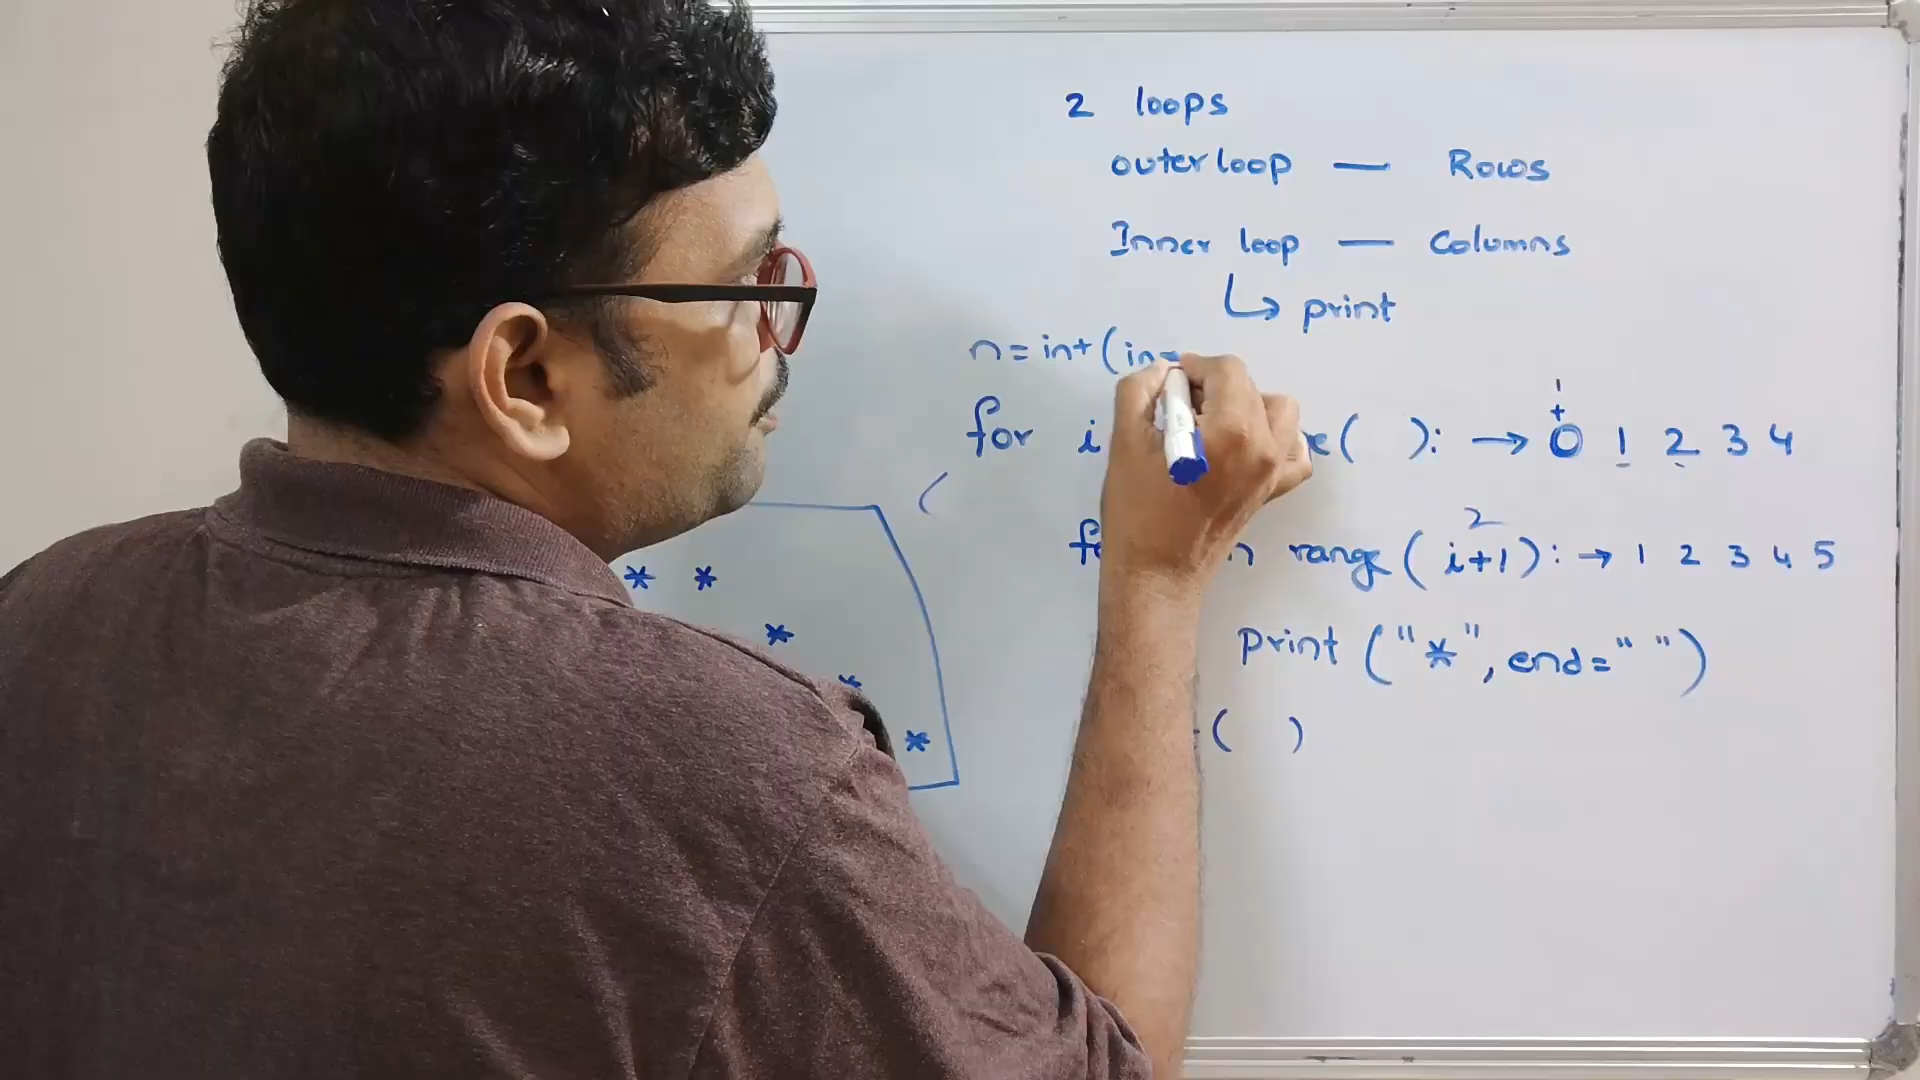 2 loops
outer loop — Rows
Inner loop — Columns
↳ print
n = int(in
1
+
for i ( ): → 0 1 2 3 4
2
range(i+1): → 1 2 3 4 5
* *
print("*", end=" ")
*
*
( )
*